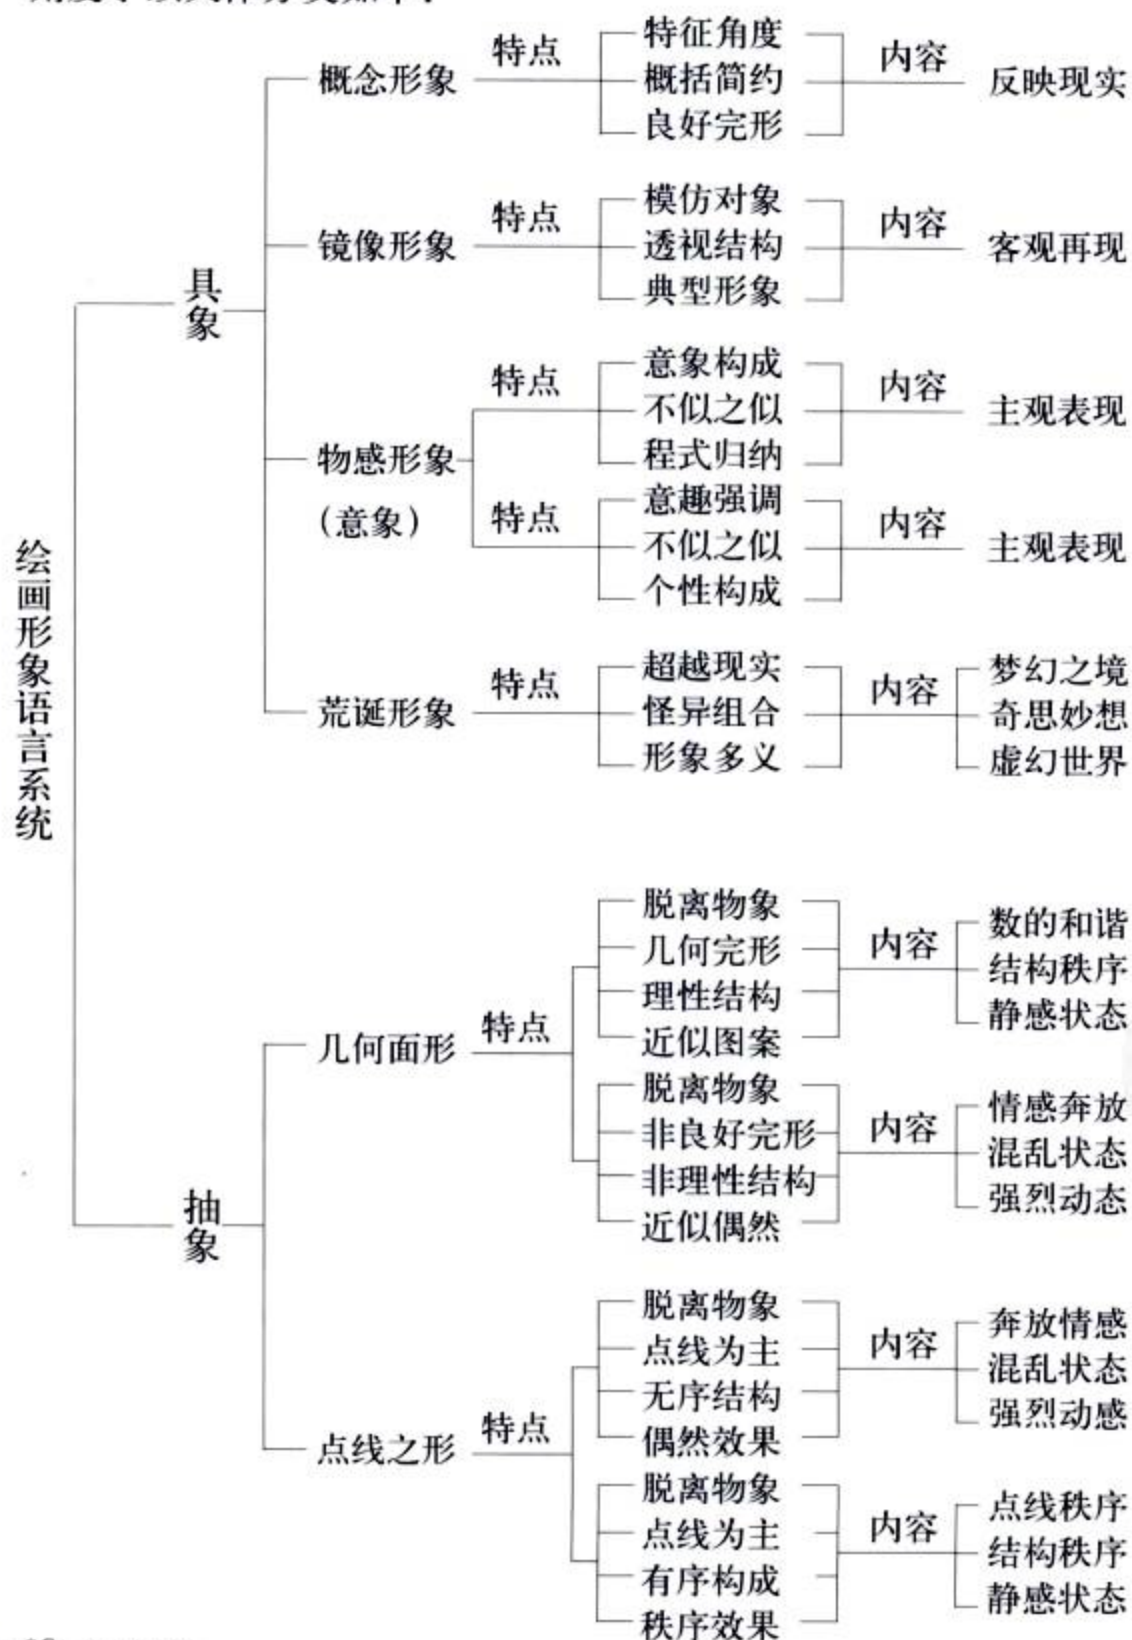 绘画形象语言系统
具象
概念形象
特点
特征角度
概括简约
良好完形
内容
反映现实
镜像形象
特点
模仿对象
透视结构
典型形象
内容
客观再现
物感形象
（意象）
特点
意象构成
不似之似
程式归纳
内容
主观表现
特点
意趣强调
不似之似
个性构成
内容
主观表现
荒诞形象
特点
超越现实
怪异组合
形象多义
内容
梦幻之境
奇思妙想
虚幻世界
抽象
几何面形
特点
脱离物象
几何完形
理性结构
近似图案
内容
数的和谐
结构秩序
静感状态
脱离物象
非良好完形
非理性结构
近似偶然
内容
情感奔放
混乱状态
强烈动态
点线之形
特点
脱离物象
点线为主
无序结构
偶然效果
内容
奔放情感
混乱状态
强烈动感
脱离物象
点线为主
有序构成
秩序效果
内容
点线秩序
结构秩序
静感状态